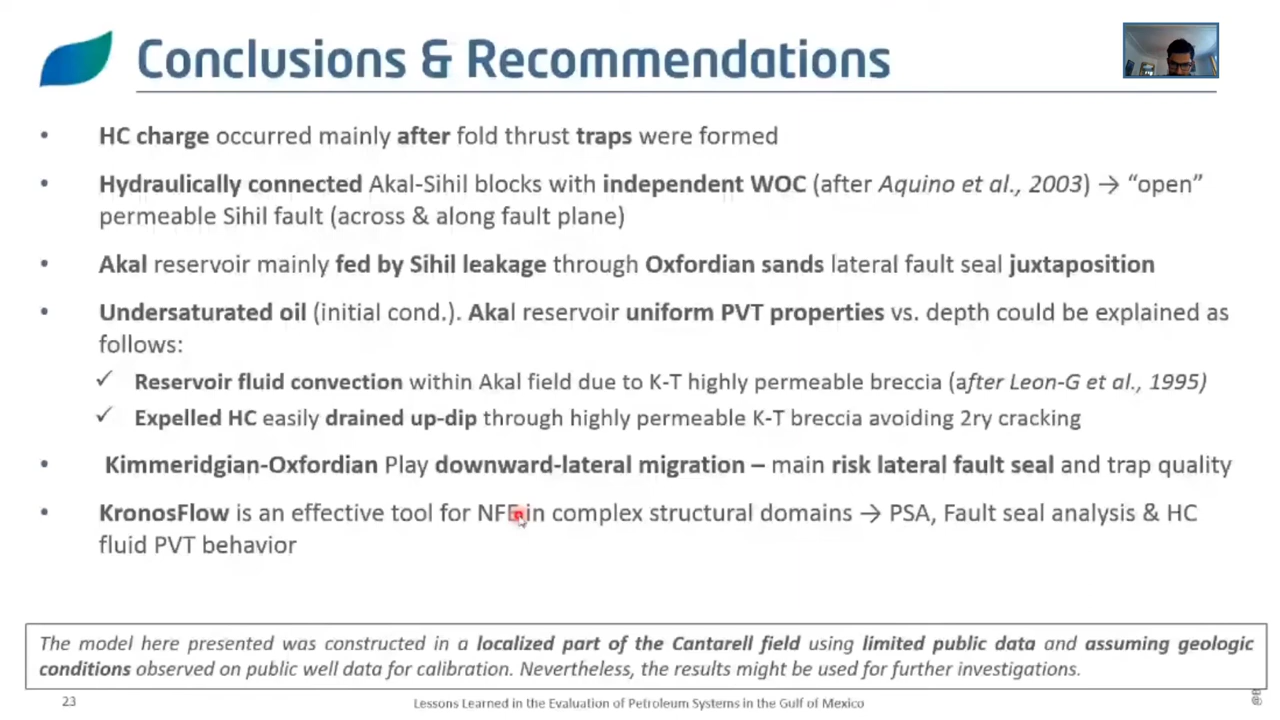 Conclusions & Recommendations
• HC charge occurred mainly after fold thrust traps were formed
• Hydraulically connected Akal-Sihil blocks with independent WOC (after Aquino et al., 2003) → “open”
permeable Sihil fault (across & along fault plane)
• Akal reservoir mainly fed by Sihil leakage through Oxfordian sands lateral fault seal juxtaposition
• Undersaturated oil (initial cond.). Akal reservoir uniform PVT properties vs. depth could be explained as
follows:
✓ Reservoir fluid convection within Akal field due to K-T highly permeable breccia (after Leon-G et al., 1995)
✓ Expelled HC easily drained up-dip through highly permeable K-T breccia avoiding 2ry cracking
• Kimmeridgian-Oxfordian Play downward-lateral migration – main risk lateral fault seal and trap quality
• KronosFlow is an effective tool for NFE in complex structural domains → PSA, Fault seal analysis & HC
fluid PVT behavior
The model here presented was constructed in a localized part of the Cantarell field using limited public data and assuming geologic
conditions observed on public well data for calibration. Nevertheless, the results might be used for further investigations.
23
Lessons Learned in the Evaluation of Petroleum Systems in the Gulf of Mexico